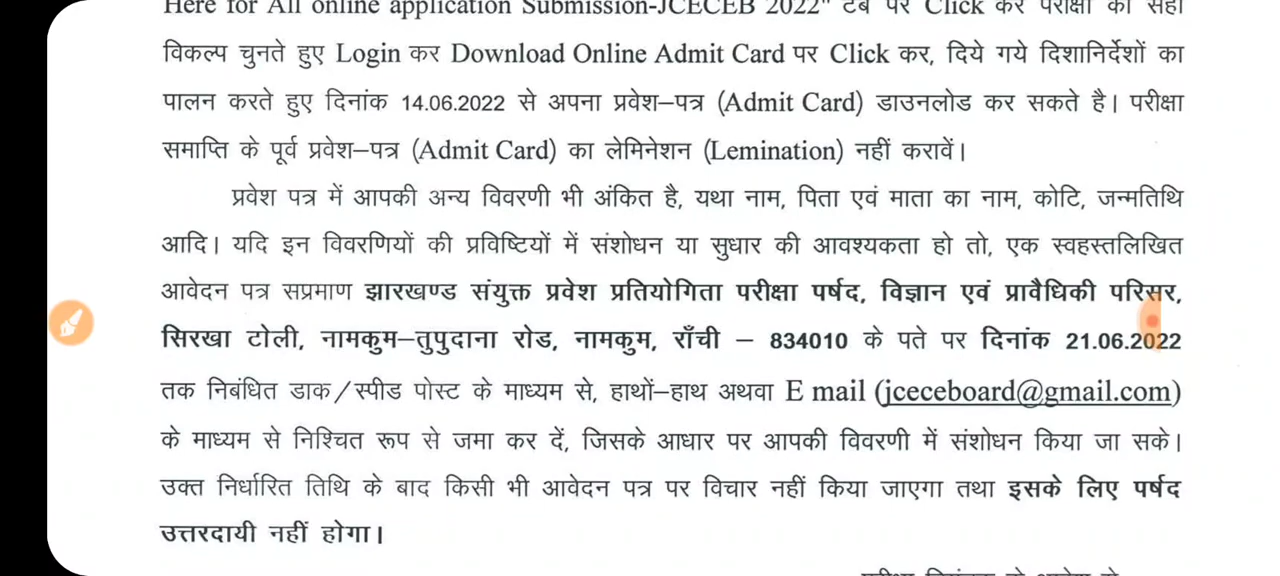 Here for All online application Submission-JCECEB 2022" टैब पर Click कर परीक्षा का सही
विकल्प चुनते हुए Login कर Download Online Admit Card पर Click कर, दिये गये दिशानिर्देशों का
पालन करते हुए दिनांक 14.06.2022 से अपना प्रवेश–पत्र (Admit Card) डाउनलोड कर सकते है। परीक्षा
समाप्ति के पूर्व प्रवेश–पत्र (Admit Card) का लेमिनेशन (Lemination) नहीं करावें।
प्रवेश पत्र में आपकी अन्य विवरणी भी अंकित है, यथा नाम, पिता एवं माता का नाम, कोटि, जन्मतिथि
आदि। यदि इन विवरणियों की प्रविष्टियों में संशोधन या सुधार की आवश्यकता हो तो, एक स्वहस्तलिखित
आवेदन पत्र सप्रमाण झारखण्ड संयुक्त प्रवेश प्रतियोगिता परीक्षा पर्षद, विज्ञान एवं प्रावैधिकी परिसर,
सिरखा टोली, नामकुम–तुपुदाना रोड, नामकुम, राँची – 834010 के पते पर दिनांक 21.06.2022
तक निबंधित डाक/स्पीड पोस्ट के माध्यम से, हाथों–हाथ अथवा E mail (jceceboard@gmail.com)
के माध्यम से निश्चित रूप से जमा कर दें, जिसके आधार पर आपकी विवरणी में संशोधन किया जा सके।
उक्त निर्धारित तिथि के बाद किसी भी आवेदन पत्र पर विचार नहीं किया जाएगा तथा इसके लिए पर्षद
उत्तरदायी नहीं होगा।